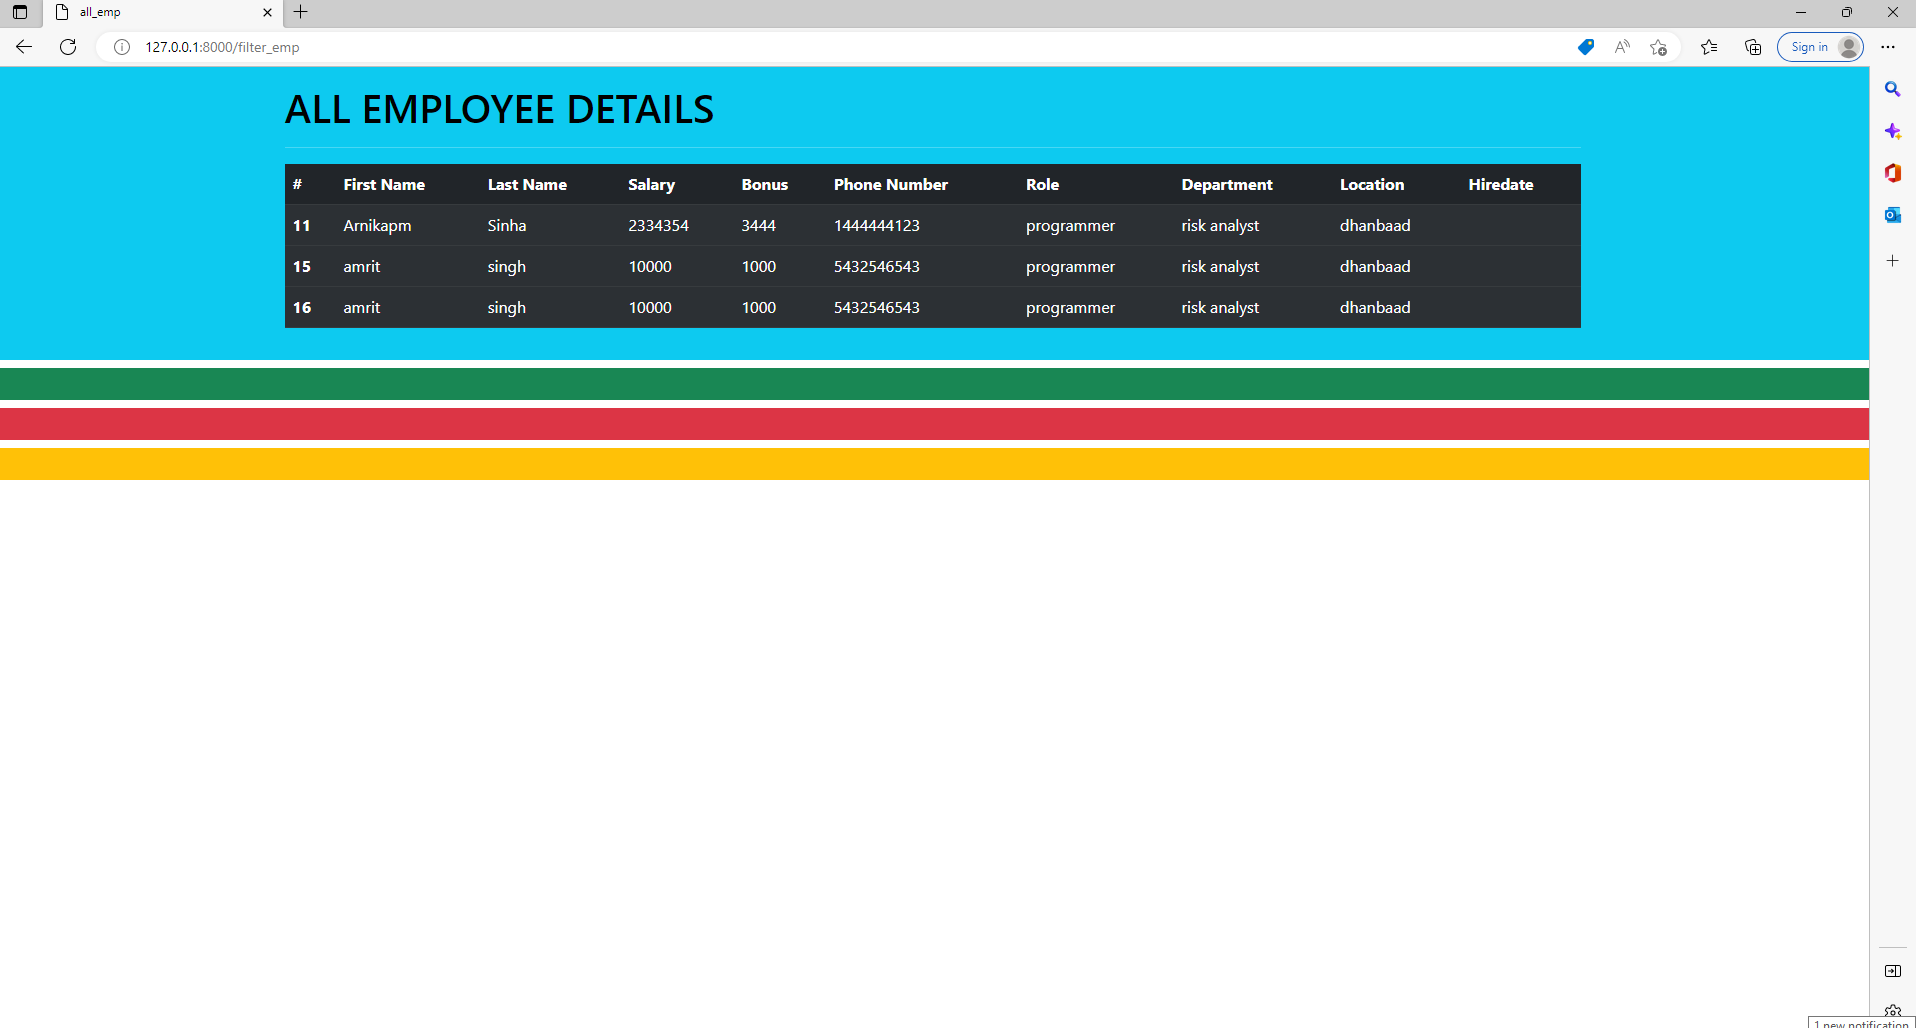 all_emp
127.0.0.1:8000/filter_emp
Sign in
ALL EMPLOYEE DETAILS
# First Name Last Name Salary Bonus Phone Number Role Department Location Hiredate
11 Arnikapm Sinha 2334354 3444 1444444123 programmer risk analyst dhanbaad
15 amrit singh 10000 1000 5432546543 programmer risk analyst dhanbaad
16 amrit singh 10000 1000 5432546543 programmer risk analyst dhanbaad
1 new notification